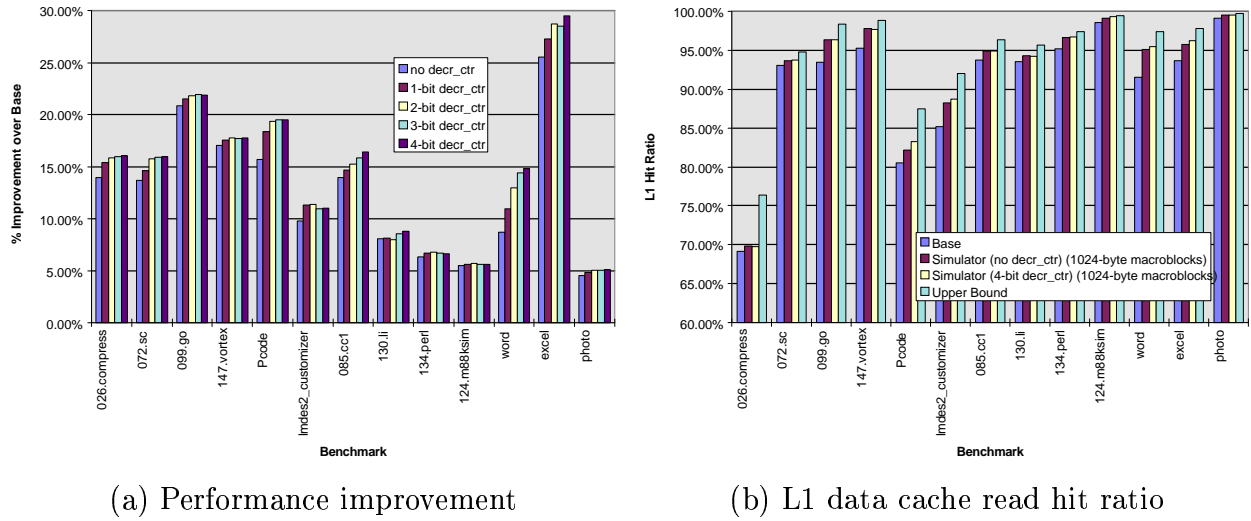 30.00%
25.00%
20.00%
15.00%
10.00%
5.00%
0.00%
% Improvement over Base
no decr_ctr
1-bit decr_ctr
2-bit decr_ctr
3-bit decr_ctr
4-bit decr_ctr
026.compress
072.sc
099.go
147.vortex
Pcode
lmdes2_customizer
085.cc1
130.li
134.perl
124.m88ksim
word
excel
photo
Benchmark
(a) Performance improvement
100.00%
95.00%
90.00%
85.00%
80.00%
75.00%
70.00%
65.00%
60.00%
L1 Hit Ratio
Base
Simulator (no decr_ctr) (1024-byte macroblocks)
Simulator (4-bit decr_ctr) (1024-byte macroblocks)
Upper Bound
026.compress
072.sc
099.go
147.vortex
Pcode
lmdes2_customizer
085.cc1
130.li
134.perl
124.m88ksim
word
excel
photo
Benchmark
(b) L1 data cache read hit ratio